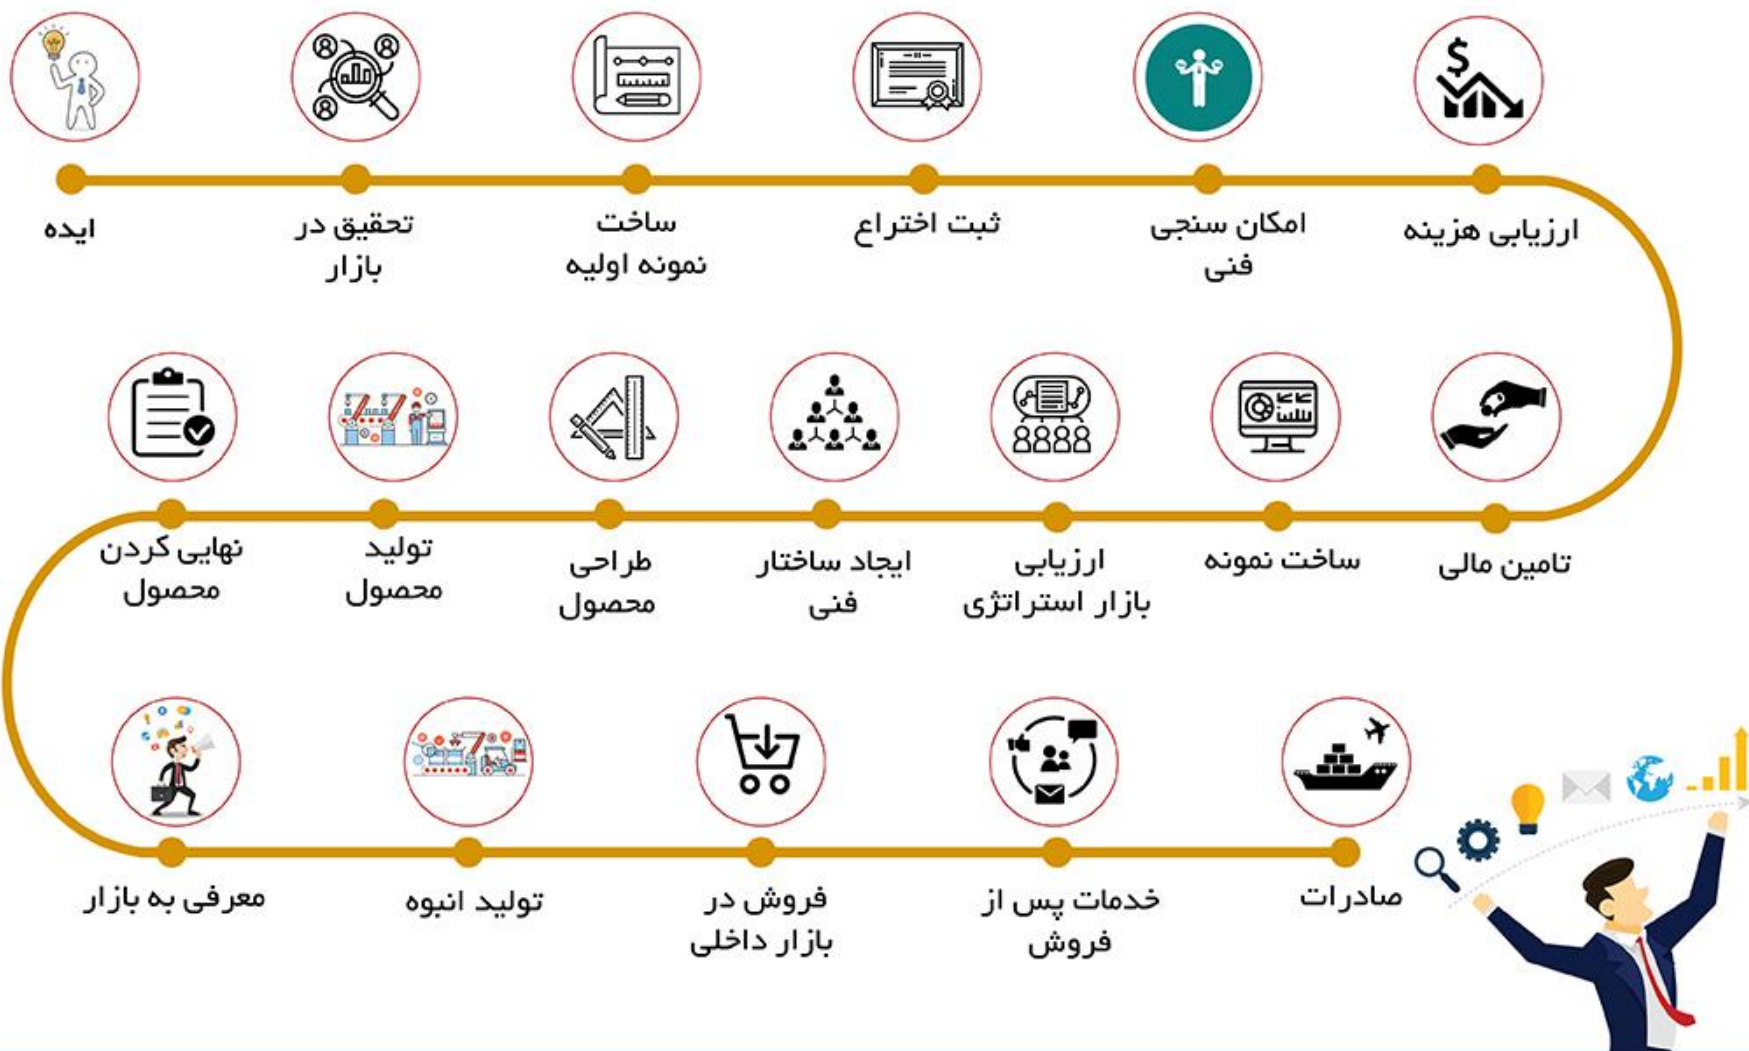 ایده
تحقیق در
بازار
ساخت
نمونه اولیه
ثبت اختراع
امکان سنجی
فنی
ارزیابی هزینه
تامین مالی
ساخت نمونه
ارزیابی
بازار استراتژی
ایجاد ساختار
فنی
طراحی
محصول
تولید
محصول
نهایی کردن
محصول
معرفی به بازار
تولید انبوه
فروش در
بازار داخلی
خدمات پس از
فروش
صادرات